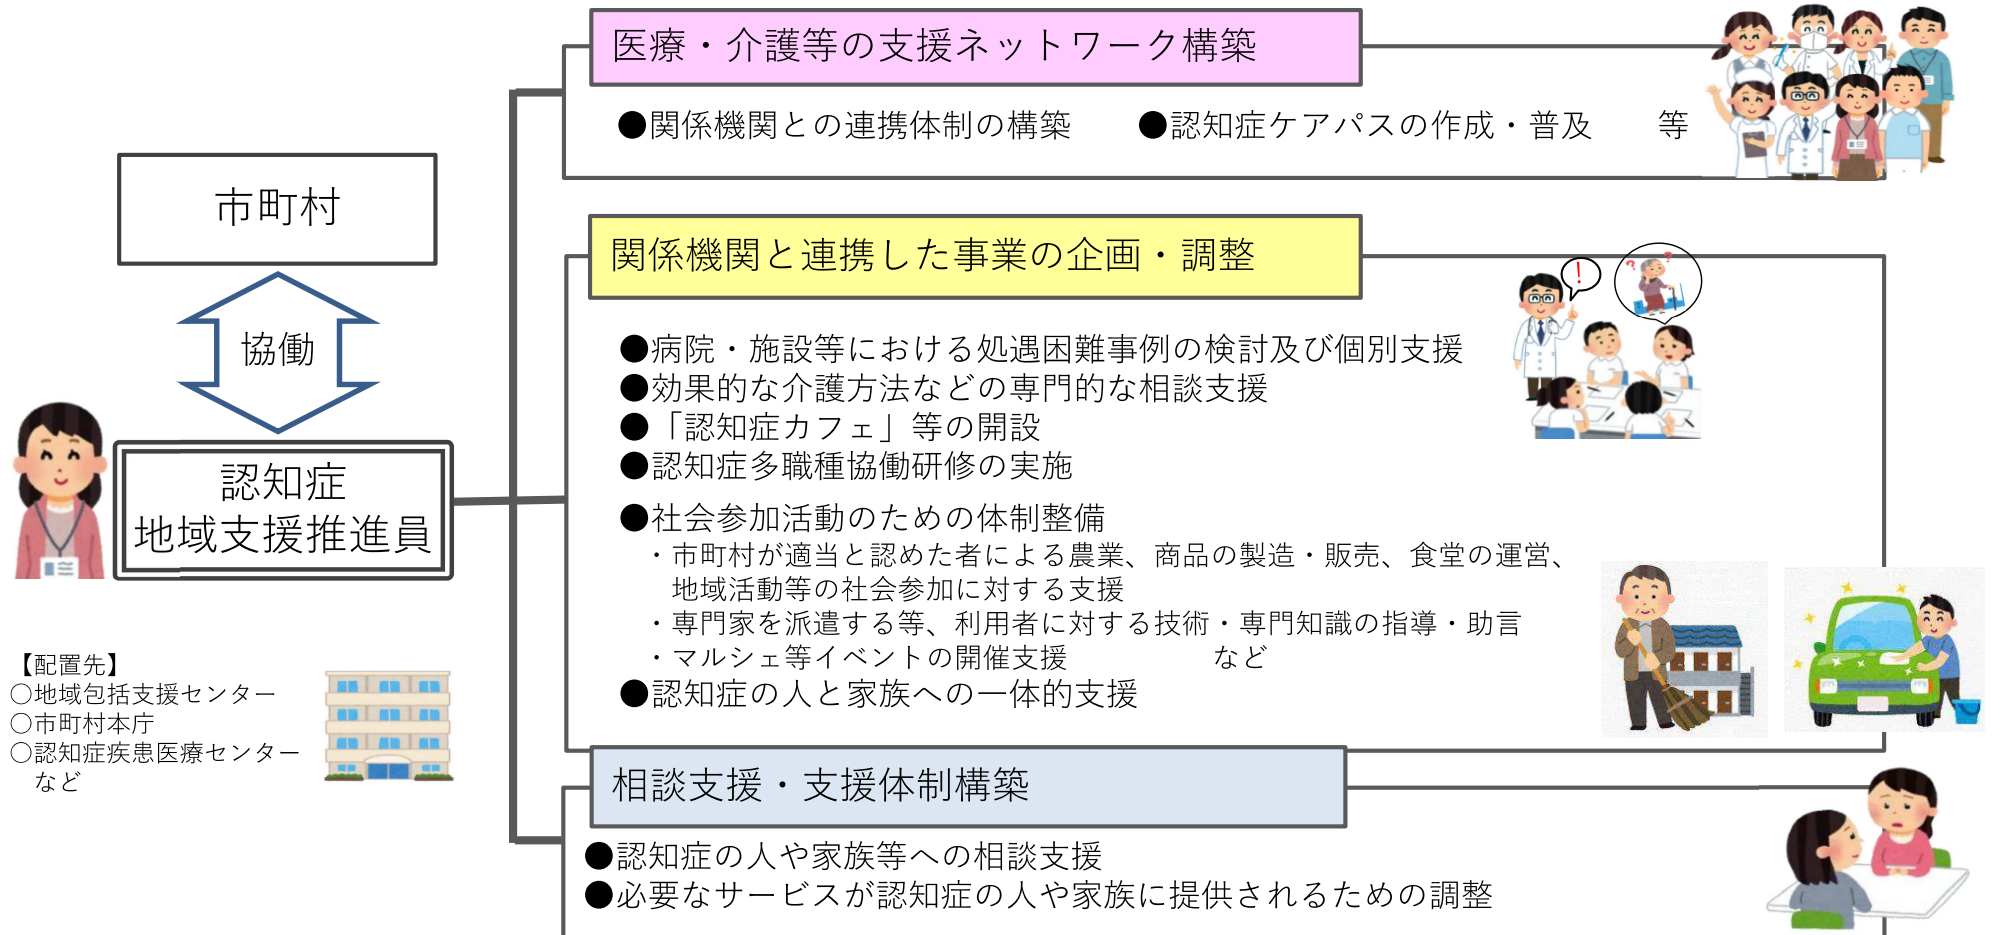 市町村
協働
認知症
地域支援推進員
【配置先】
○地域包括支援センター
○市町村本庁
○認知症疾患医療センター
など
医療・介護等の支援ネットワーク構築
●関係機関との連携体制の構築　　●認知症ケアパスの作成・普及　　等
関係機関と連携した事業の企画・調整
●病院・施設等における処遇困難事例の検討及び個別支援
●効果的な介護方法などの専門的な相談支援
●「認知症カフェ」等の開設
●認知症多職種協働研修の実施
●社会参加活動のための体制整備
・市町村が適当と認めた者による農業、商品の製造・販売、食堂の運営、
地域活動等の社会参加に対する支援
・専門家を派遣する等、利用者に対する技術・専門知識の指導・助言
・マルシェ等イベントの開催支援　　　　　など
●認知症の人と家族への一体的支援
!
? ?
相談支援・支援体制構築
●認知症の人や家族等への相談支援
●必要なサービスが認知症の人や家族に提供されるための調整